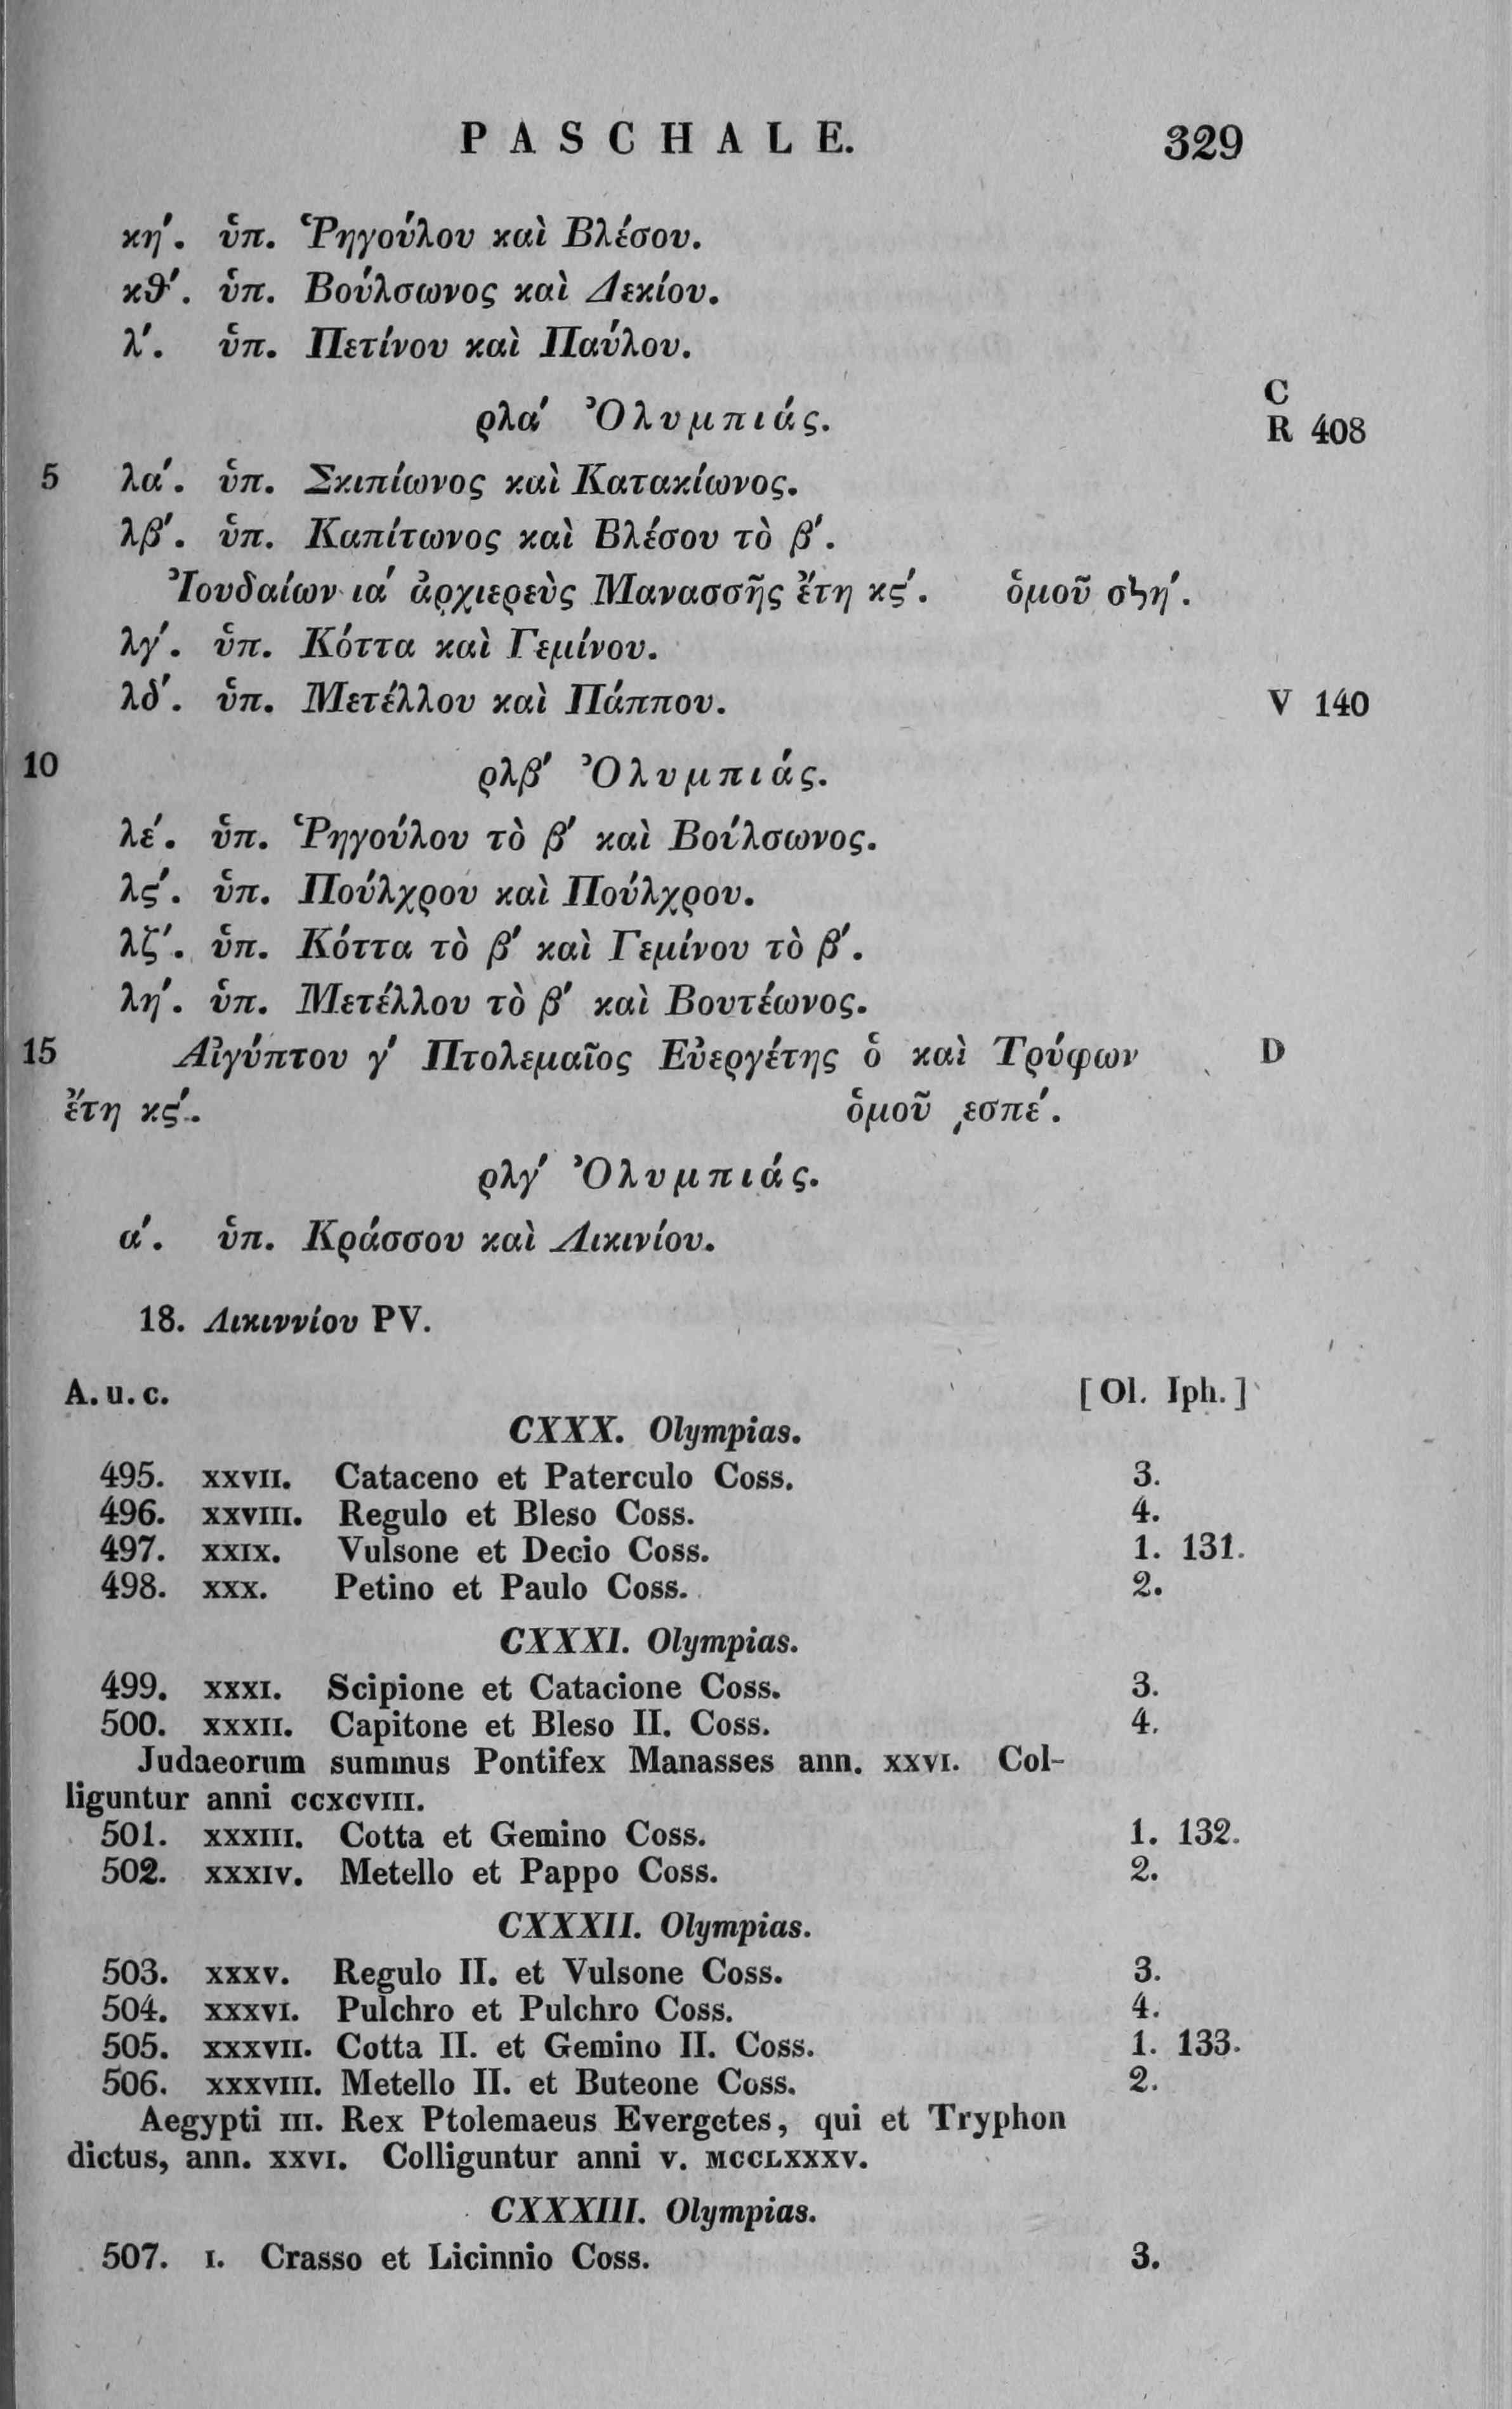 PASCHALE. 329
κη΄. ὑπ. Ῥηγούλου καὶ Βλέσου.
κθ΄. ὑπ. Βούλσωνος καὶ Δεκίου.
λ΄. ὑπ. Πετίνου καὶ Παύλου.
C
ρλα΄ Ὀλυμπιάς. R 408
5 λα΄. ὑπ. Σκιπίωνος καὶ Κατακίωνος.
λβ΄. ὑπ. Καπίτωνος καὶ Βλέσου τὸ β΄.
Ἰουδαίων ια΄ ἀρχιερεὺς Μανασσῆς ἔτη κϛ΄. ὁμοῦ σϟη΄.
λγ΄. ὑπ. Κόττα καὶ Γεμίνου.
λδ΄. ὑπ. Μετέλλου καὶ Πάππου. V 140
10 ρλβ΄ Ὀλυμπιάς.
λε΄. ὑπ. Ῥηγούλου τὸ β΄ καὶ Βούλσωνος.
λϛ΄. ὑπ. Πούλχρου καὶ Πούλχρου.
λζ΄. ὑπ. Κόττα τὸ β΄ καὶ Γεμίνου τὸ β΄.
λη΄. ὑπ. Μετέλλου τὸ β΄ καὶ Βουτέωνος.
15 Αἰγύπτου γ΄ Πτολεμαῖος Εὐεργέτης ὁ καὶ Τρύφων D
ἔτη κϛ΄. ὁμοῦ ͵εσπε΄.
ρλγ΄ Ὀλυμπιάς.
α΄. ὑπ. Κράσσου καὶ Λικινίου.
18. Λικιννίου PV.
A. u. c. [Ol. Iph.]
CXXX. Olympias.
495. XXVII. Cataceno et Paterculo Coss. 3.
496. XXVIII. Regulo et Bleso Coss. 4.
497. XXIX. Vulsone et Decio Coss. 1. 131.
498. XXX. Petino et Paulo Coss. 2.
CXXXI. Olympias.
499. XXXI. Scipione et Catacione Coss. 3.
500. XXXII. Capitone et Bleso II. Coss. 4.
Judaeorum summus Pontifex Manasses ann. XXVI. Col-
liguntur anni CCXCVIII.
501. XXXIII. Cotta et Gemino Coss. 1. 132.
502. XXXIV. Metello et Pappo Coss. 2.
CXXXII. Olympias.
503. XXXV. Regulo II. et Vulsone Coss. 3.
504. XXXVI. Pulchro et Pulchro Coss. 4.
505. XXXVII. Cotta II. et Gemino II. Coss. 1. 133.
506. XXXVIII. Metello II. et Buteone Coss. 2.
Aegypti III. Rex Ptolemaeus Evergetes, qui et Tryphon
dictus, ann. XXVI. Colliguntur anni V. MCCLXXXV.
CXXXIII. Olympias.
507. I. Crasso et Licinnio Coss. 3.